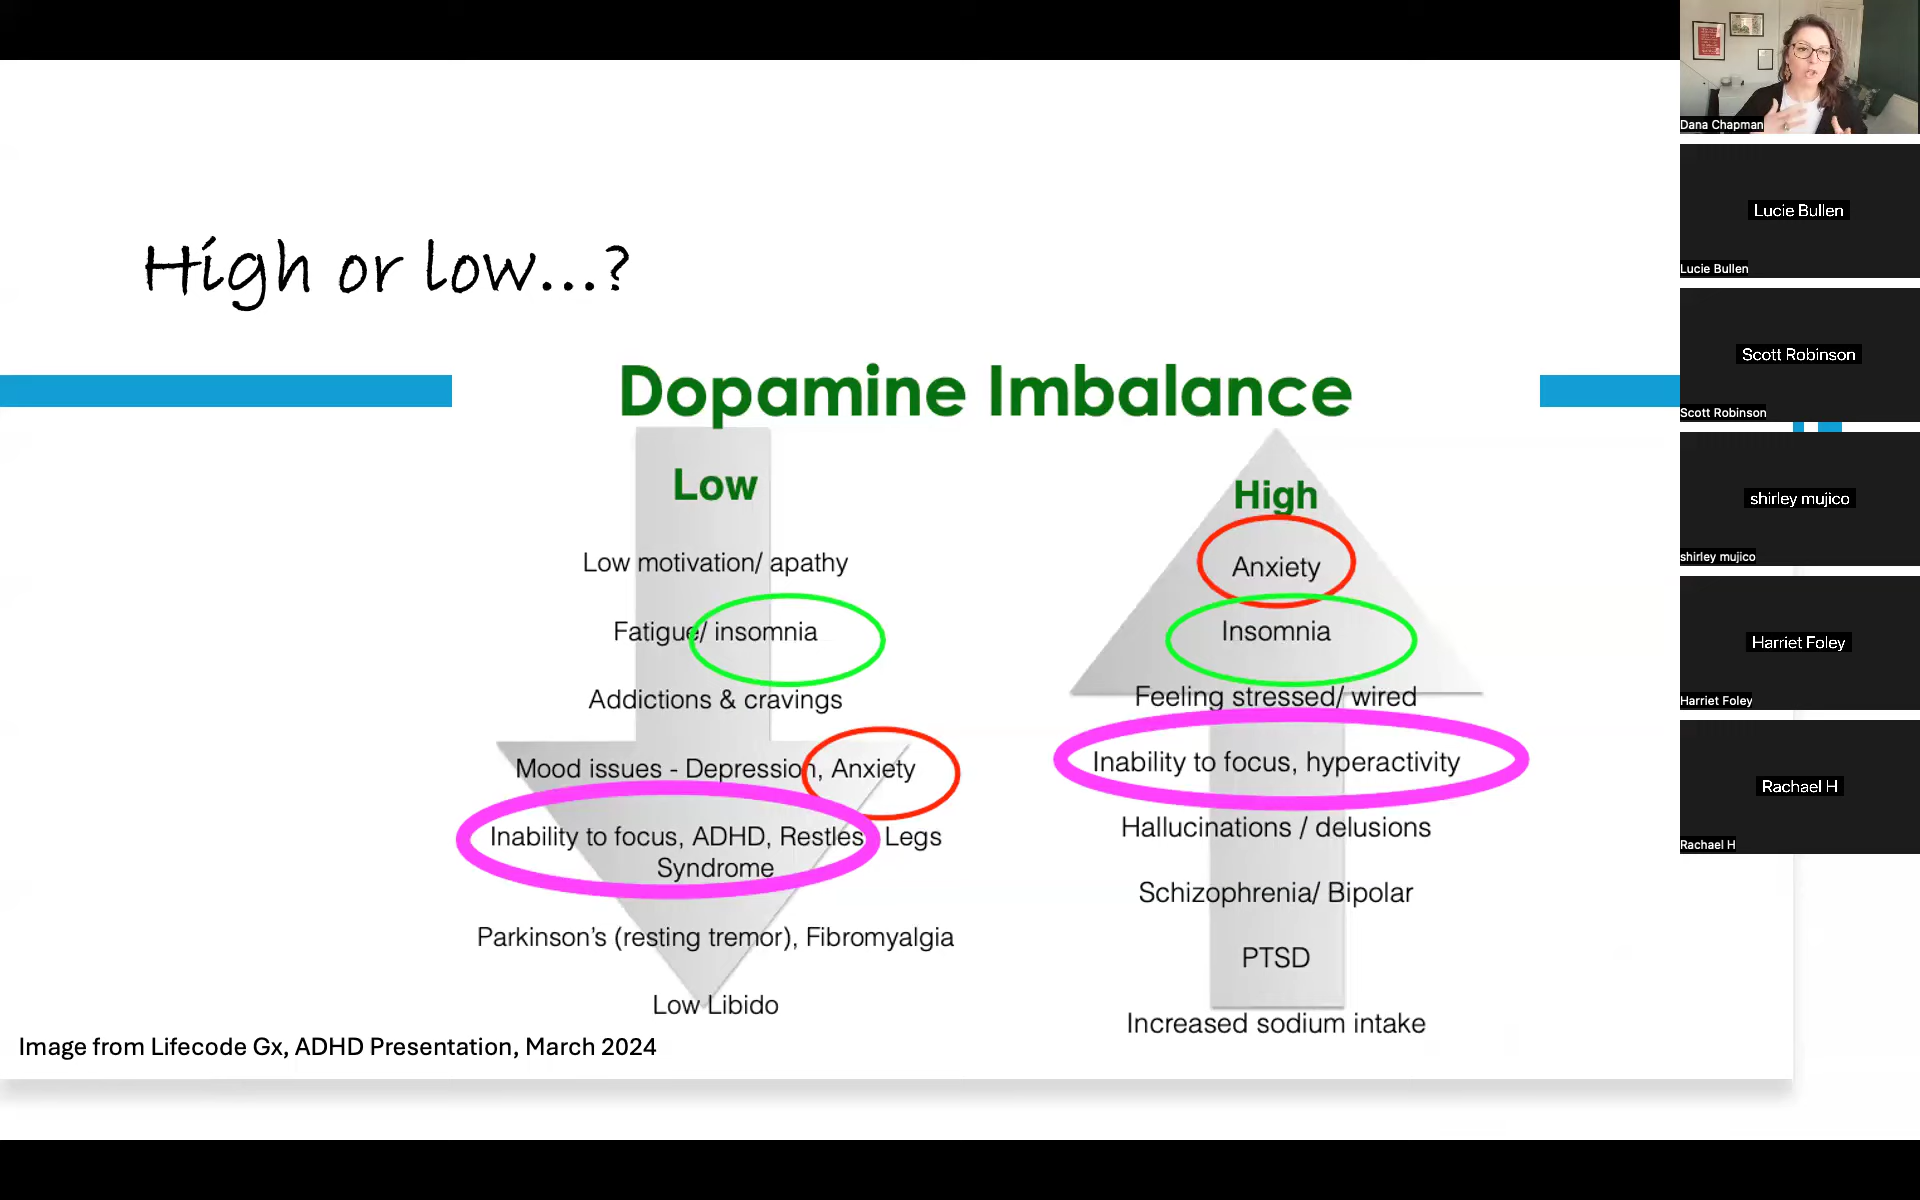 High or low...?
Dopamine Imbalance
Low
Low motivation/ apathy
Fatigue/ insomnia
Addictions & cravings
Mood issues - Depression, Anxiety
Inability to focus, ADHD, Restles Legs
Syndrome
Parkinson's (resting tremor), Fibromyalgia
Low Libido
High
Anxiety
Insomnia
Feeling stressed/ wired
Inability to focus, hyperactivity
Hallucinations / delusions
Schizophrenia/ Bipolar
PTSD
Increased sodium intake
Image from Lifecode Gx, ADHD Presentation, March 2024
Dana Chapman
Lucie Bullen
Lucie Bullen
Scott Robinson
Scott Robinson
shirley mujico
shirley mujico
Harriet Foley
Harriet Foley
Rachael H
Rachael H